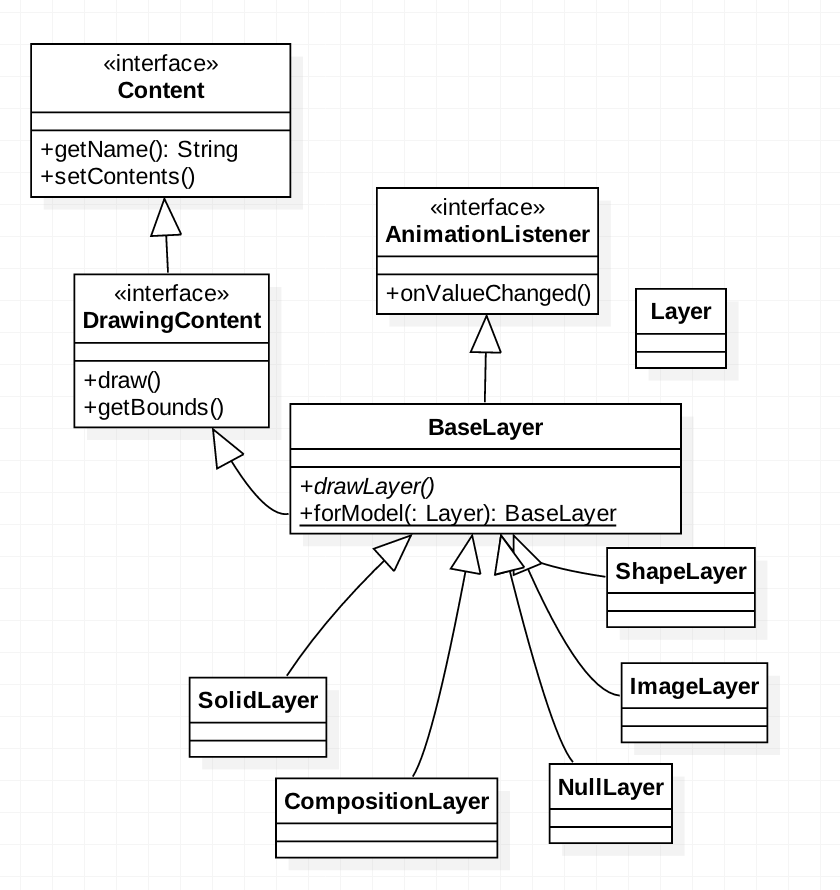 «interface»
Content
+getName(): String
+setContents()
«interface»
AnimationListener
+onValueChanged()
«interface»
DrawingContent
+draw()
+getBounds()
Layer
BaseLayer
+drawLayer()
+forModel(: Layer): BaseLayer
ShapeLayer
ImageLayer
SolidLayer
NullLayer
CompositionLayer